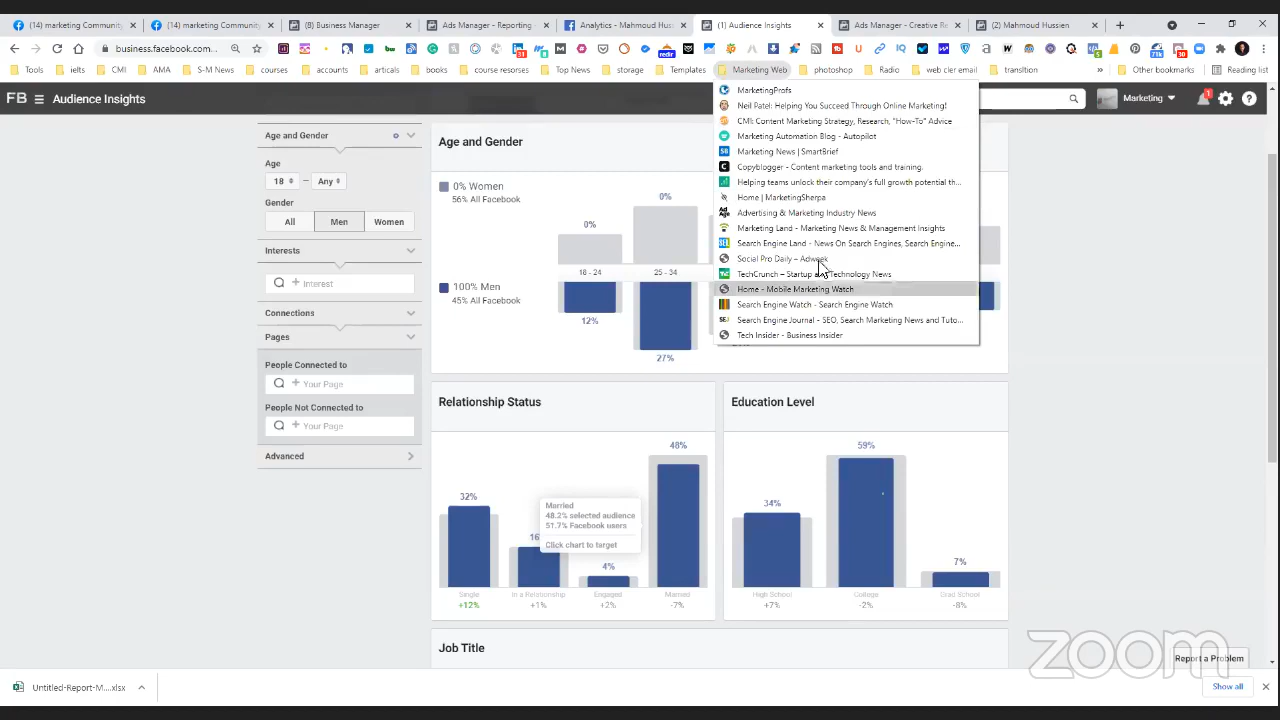 (14) marketing Community
(14) marketing Community
(8) Business Manager
Ads Manager - Reporting -
Analytics - Mahmoud Hus
(1) Audience Insights
Ads Manager - Creative Re
(2) Mahmoud Hussien
business.facebook.com...
Tools
ielts
CMI
AMA
S-M News
courses
accounts
articals
books
course resorses
Top News
storage
Templates
Marketing Web
photoshop
Radio
web cler email
transltion
Other bookmarks
Reading list
FB
Audience Insights
Marketing
1
MarketingProfs
Neil Patel: Helping You Succeed Through Online Marketing!
CMI: Content Marketing Strategy, Research, "How-To" Advice
Marketing Automation Blog - Autopilot
Marketing News | SmartBrief
Copyblogger - Content marketing tools and training.
Helping teams unlock their company's full growth potential th...
Home | MarketingSherpa
Advertising & Marketing Industry News
Marketing Land - Marketing News & Management Insights
Search Engine Land - News On Search Engines, Search Engine...
Social Pro Daily – Adweek
TechCrunch – Startup and Technology News
Home - Mobile Marketing Watch
Search Engine Watch - Search Engine Watch
Search Engine Journal - SEO, Search Marketing News and Tuto...
Tech Insider - Business Insider
Age and Gender
Age
18 – Any
Gender
All Men Women
Interests
+ Interest
Connections
Pages
People Connected to
+ Your Page
People Not Connected to
+ Your Page
Advanced
Age and Gender
0% Women
56% All Facebook
0%
0%
18 - 24
25 - 34
100% Men
45% All Facebook
12%
27%
Relationship Status
32%
16
4%
48%
Married
48.2% selected audience
51.7% Facebook users
Click chart to target
Single
In a Relationship
Engaged
Married
+12%
+1%
+2%
-7%
Education Level
34%
59%
7%
High School
College
Grad School
+7%
-2%
-8%
Job Title
zoom
Report a Problem
Untitled-Report-M....xlsx
Show all